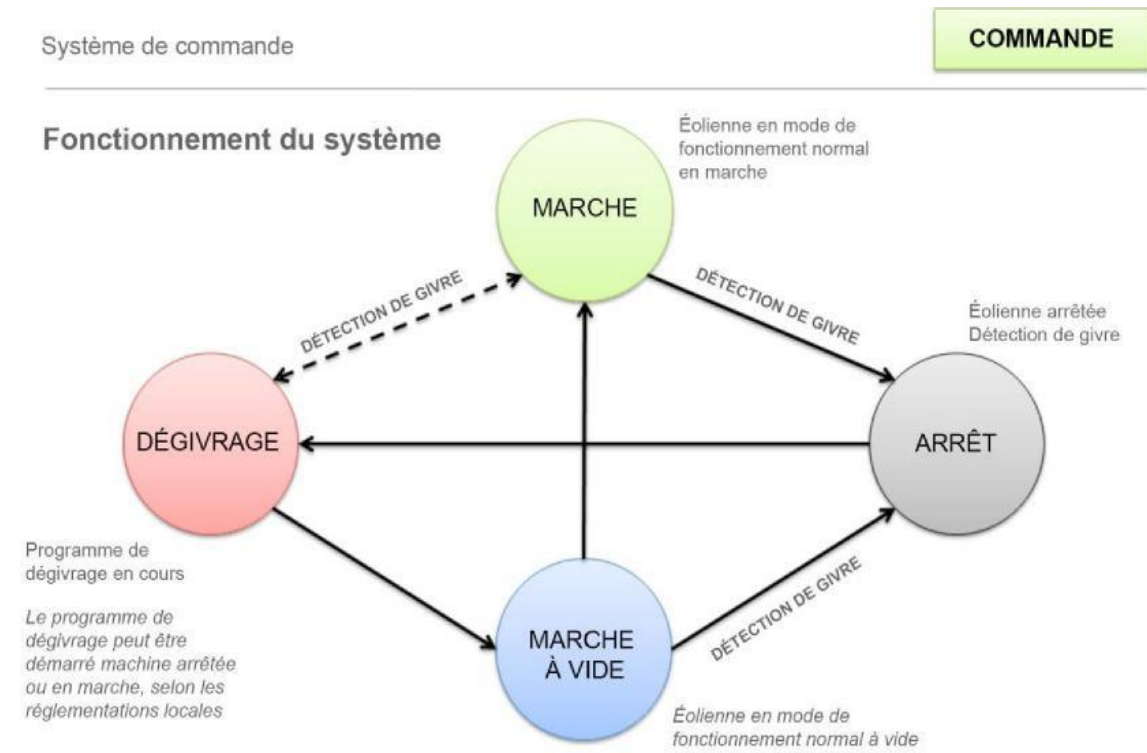 Système de commande
COMMANDE
Fonctionnement du système
Éolienne en mode de
fonctionnement normal
en marche
MARCHE
DÉTECTION DE GIVRE
DÉTECTION DE GIVRE
Éolienne arrêtée
Détection de givre
DÉGIVRAGE
ARRÊT
Programme de
dégivrage en cours
Le programme de
dégivrage peut être
démarré machine arrêtée
ou en marche, selon les
réglementations locales
MARCHE
À VIDE
DÉTECTION DE GIVRE
Éolienne en mode de
fonctionnement normal à vide